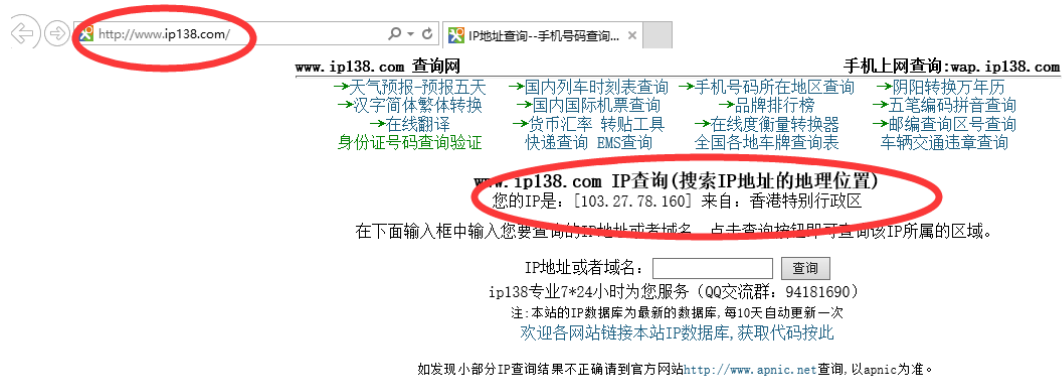 http://www.ip138.com/
IP地址查询--手机号码查询...
www.ip138.com 查询网 手机上网查询:wap.ip138.com
→天气预报-预报五天 →国内列车时刻表查询 →手机号码所在地区查询 →阴阳转换万年历
→汉字简体繁体转换 →国内国际机票查询 →品牌排行榜 →五笔编码拼音查询
→在线翻译 →货币汇率 转贴工具 →在线度衡量转换器 →邮编查询区号查询
身份证号码查询验证 快递查询 EMS查询 全国各地车牌查询表 车辆交通违章查询
www.ip138.com IP查询(搜索IP地址的地理位置)
您的IP是：[103.27.78.160] 来自：香港特别行政区
在下面输入框中输入您要查询的IP地址或者域名，点击查询按钮即可查询该IP所属的区域。
IP地址或者域名： 查询
ip138专业7*24小时为您服务（QQ交流群：94181690）
注:本站的IP数据库为最新的数据库,每10天自动更新一次
欢迎各网站链接本站IP数据库,获取代码按此
如发现小部分IP查询结果不正确请到官方网站http://www.apnic.net查询,以apnic为准。